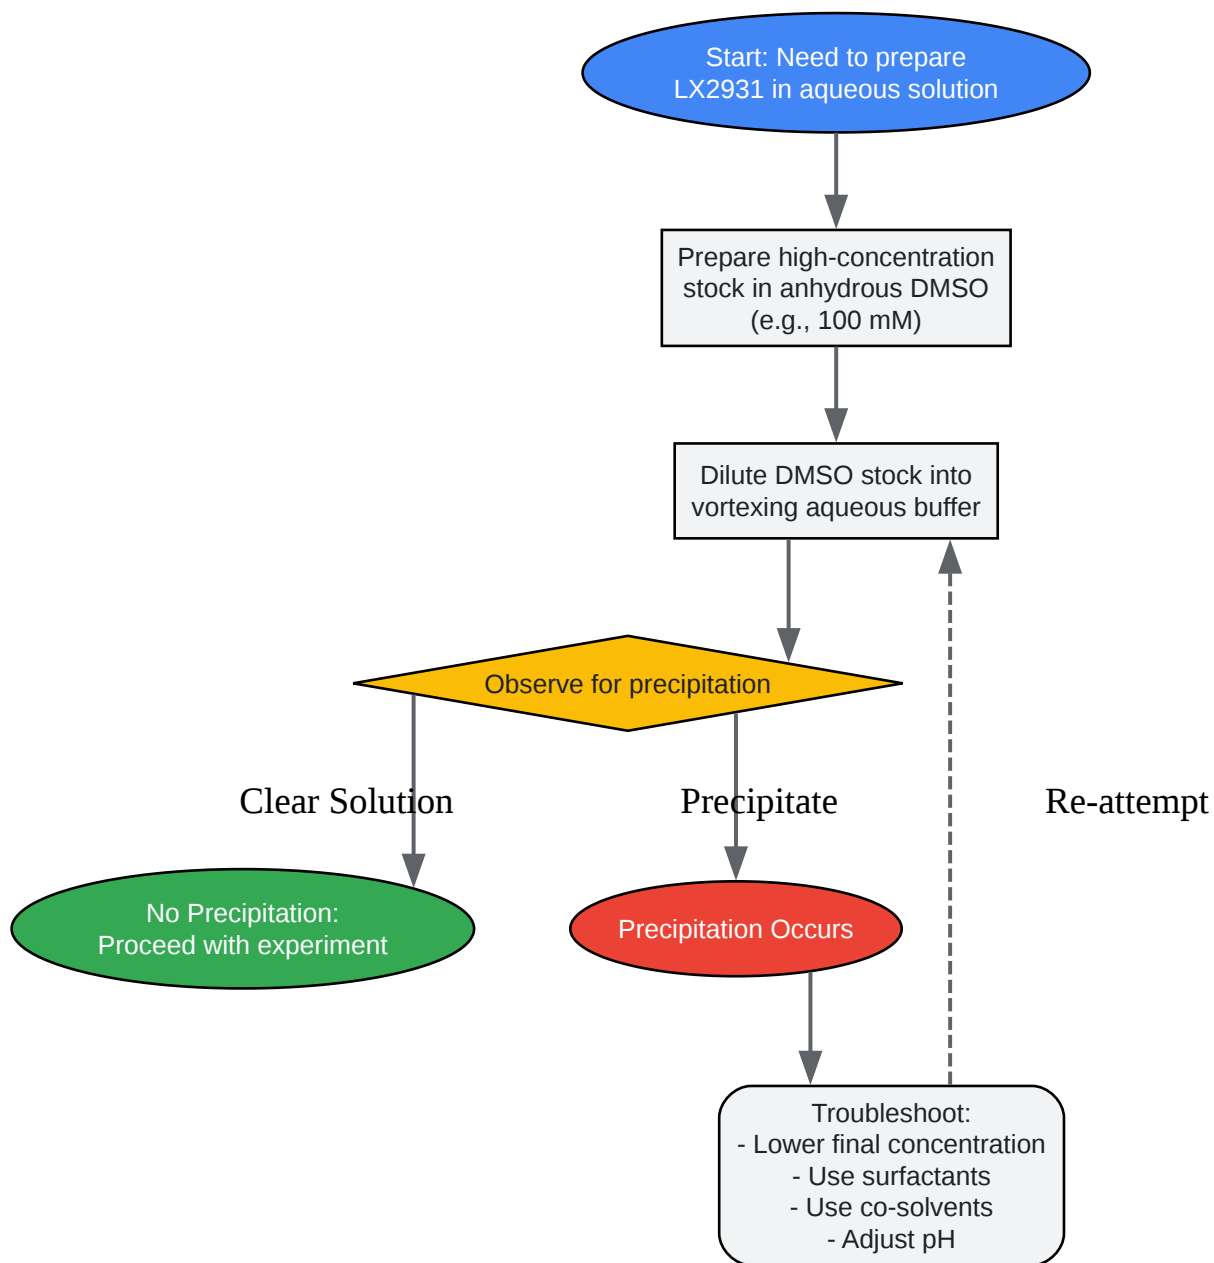 Start: Need to prepare
LX2931 in aqueous solution
Prepare high-concentration
stock in anhydrous DMSO
(e.g., 100 mM)
Dilute DMSO stock into
vortexing aqueous buffer
Observe for precipitation
Clear Solution
Precipitate
Re-attempt
No Precipitation:
Proceed with experiment
Precipitation Occurs
Troubleshoot:
- Lower final concentration
- Use surfactants
- Use co-solvents
- Adjust pH